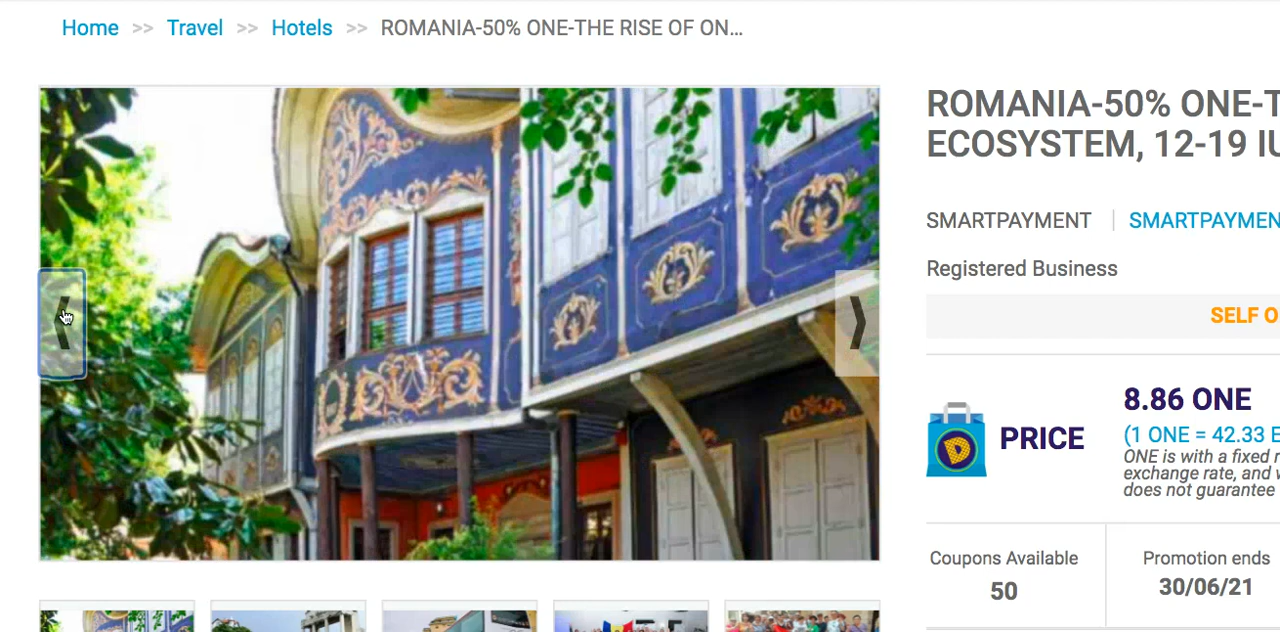 Home >> Travel >> Hotels >> ROMANIA-50% ONE-THE RISE OF ON...
ROMANIA-50% ONE-T
ECOSYSTEM, 12-19 IU
SMARTPAYMENT | SMARTPAYMEN
Registered Business
SELF O
PRICE
8.86 ONE
(1 ONE = 42.33 E
ONE is with a fixed r
exchange rate, and v
does not guarantee
Coupons Available
50
Promotion ends
30/06/21